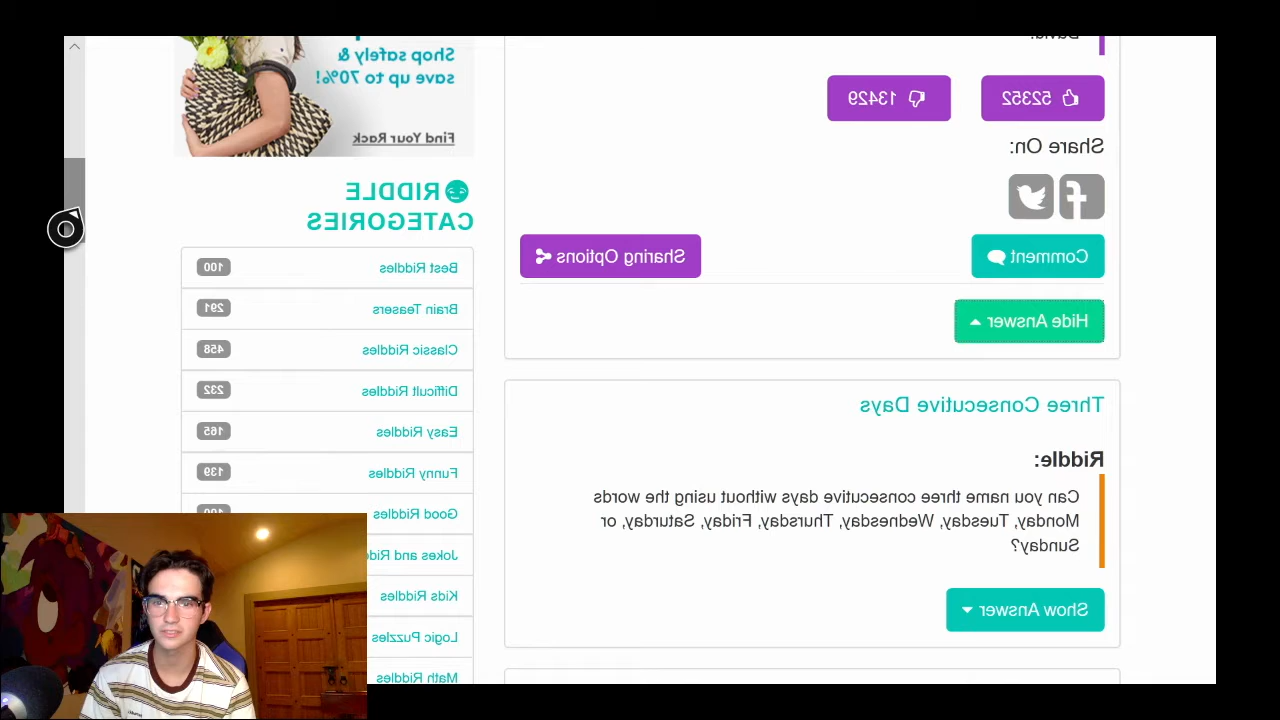 David.
52352
13429
Share On:
Comment
Sharing Options
Hide Answer
Three Consecutive Days
Riddle:
Can you name three consecutive days without using the words
Monday, Tuesday, Wednesday, Thursday, Friday, Saturday, or
Sunday?
Show Answer
Shop safely &
save up to 70%!
Find Your Rack
RIDDLE
CATEGORIES
Best Riddles 100
Brain Teasers 291
Classic Riddles 458
Difficult Riddles 232
Easy Riddles 165
Funny Riddles 139
Good Riddles
Jokes and
Kids Riddles
Logic Puzzles
Math Riddles